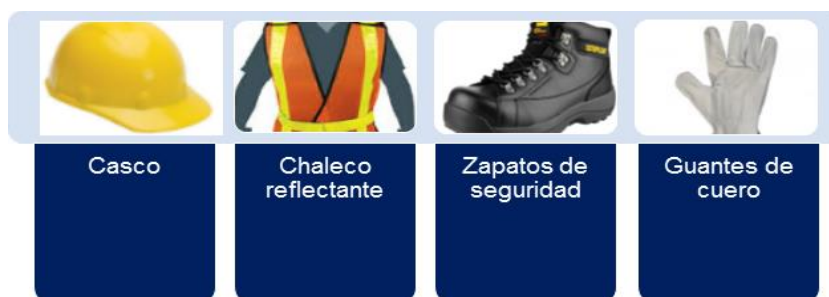 Casco
Chaleco
reflectante
Zapatos de
seguridad
Guantes de
cuero